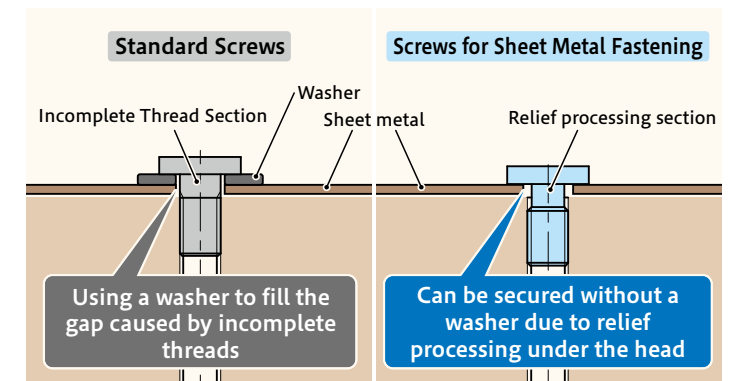 Standard Screws
Screws for Sheet Metal Fastening
Washer
Incomplete Thread Section
Sheet metal
Relief processing section
Using a washer to fill the
gap caused by incomplete
threads
Can be secured without a
washer due to relief
processing under the head